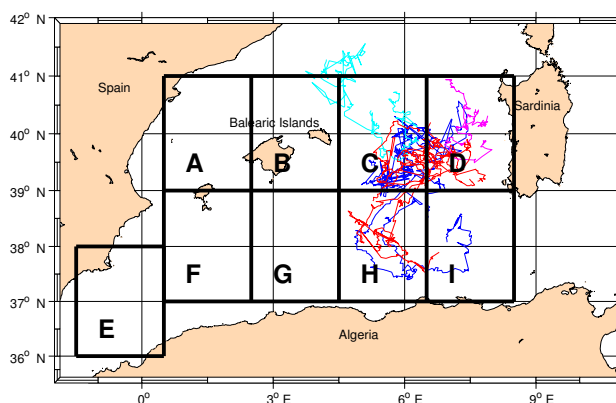 42° N
41° N
40° N
39° N
38° N
37° N
36° N
Spain
Balearic Islands
Sardinia
A
B
C
D
F
G
H
I
E
Algeria
0°
3° E
6° E
9° E